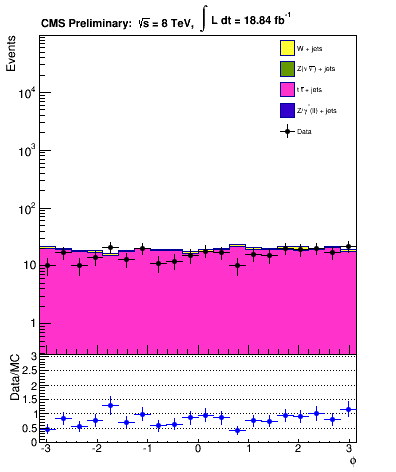 CMS Preliminary: √s = 8 TeV, ∫ L dt = 18.84 fb⁻¹
Events
W + jets
Z(ν ν̄) + jets
t t̄ + jets
Z/γ*(ll) + jets
Data
10⁴
10³
10²
10
1
Data/MC
3
2.5
2
1.5
1
0.5
0
-3 -2 -1 0 1 2 3
ϕ